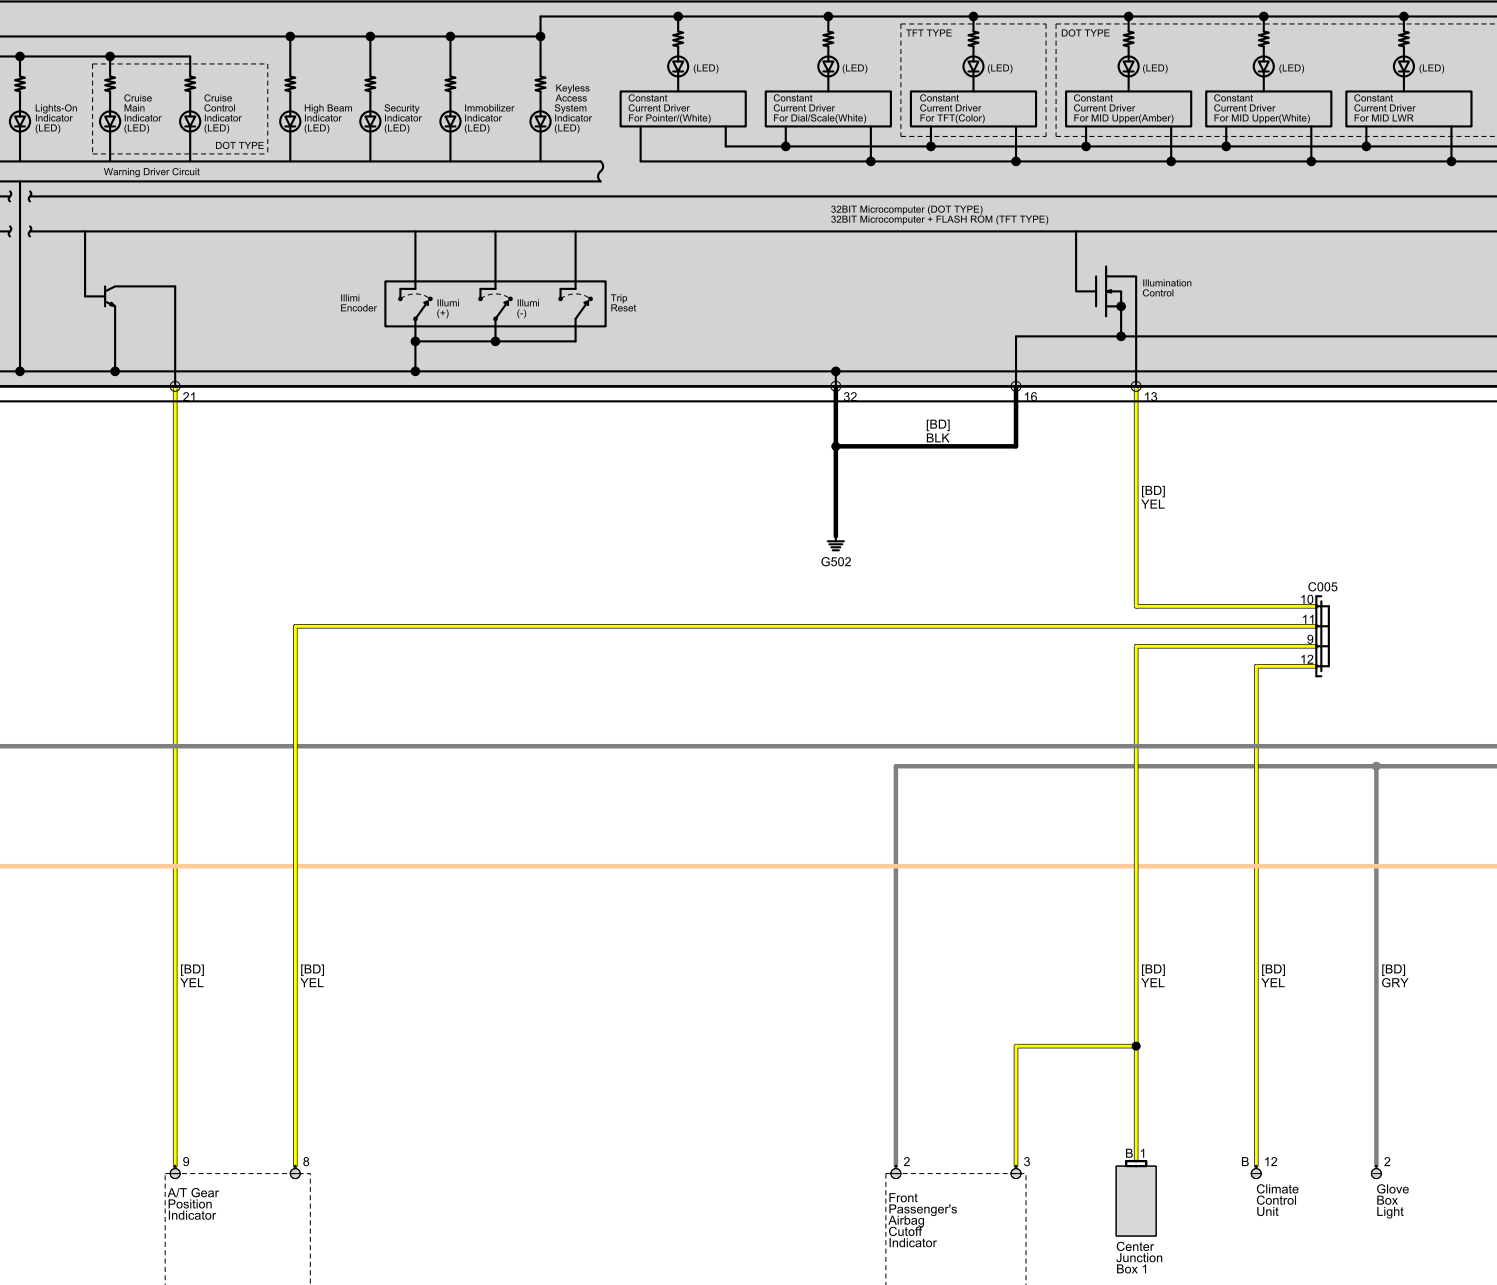 TFT TYPE
DOT TYPE
(LED)
(LED)
(LED)
(LED)
(LED)
(LED)
Lights-On
Indicator
(LED)
Cruise
Main
Indicator
(LED)
Cruise
Control
Indicator
(LED)
DOT TYPE
High Beam
Indicator
(LED)
Security
Indicator
(LED)
Immobilizer
Indicator
(LED)
Keyless
Access
System
Indicator
(LED)
Constant
Current Driver
For Pointer/(White)
Constant
Current Driver
For Dial/Scale(White)
Constant
Current Driver
For TFT(Color)
Constant
Current Driver
For MID Upper(Amber)
Constant
Current Driver
For MID Upper(White)
Constant
Current Driver
For MID LWR
Warning Driver Circuit
32BIT Microcomputer (DOT TYPE)
32BIT Microcomputer + FLASH ROM (TFT TYPE)
Illimi
Encoder
Illumi
(+)
Illumi
(-)
Trip
Reset
Illumination
Control
21
32
16
13
[BD]
BLK
[BD]
YEL
G502
C005
10
11
9
12
[BD]
YEL
[BD]
YEL
[BD]
YEL
[BD]
YEL
[BD]
GRY
9
8
2
3
B 1
B 12
2
A/T Gear
Position
Indicator
Front
Passenger's
Airbag
Cutoff
Indicator
Center
Junction
Box 1
Climate
Control
Unit
Glove
Box
Light